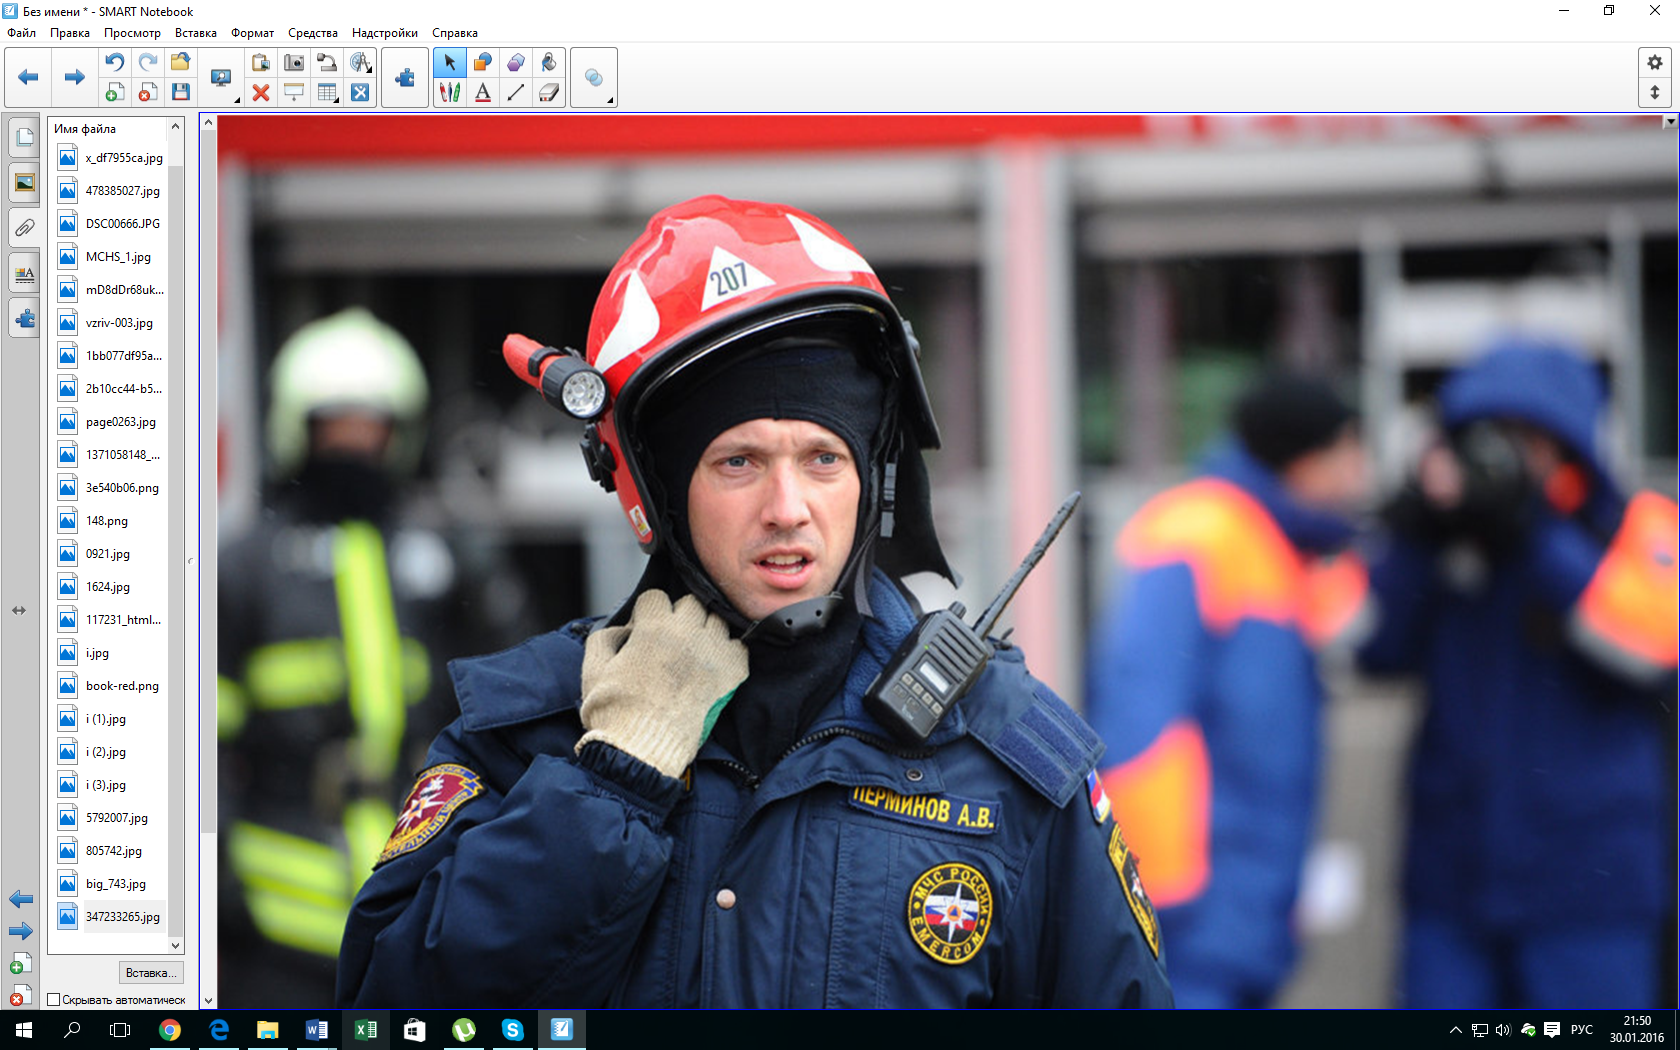 Без имени * - SMART Notebook
Файл Правка Просмотр Вставка Формат Средства Надстройки Справка
Имя файла
x_df7955ca.jpg
478385027.jpg
DSC00666.JPG
MCHS_1.jpg
mD8dDr68uk...
vzriv-003.jpg
1bb077df95a...
2b10cc44-b5...
page0263.jpg
1371058148_...
3e540b06.png
148.png
0921.jpg
1624.jpg
117231_html...
i.jpg
book-red.png
i (1).jpg
i (2).jpg
i (3).jpg
5792007.jpg
805742.jpg
big_743.jpg
347233265.jpg
Вставка...
Скрывать автоматическ
207
ПЕРМИНОВ А.В.
МЧС РОССИИ
EMERCOM
РУС
21:50
30.01.2016